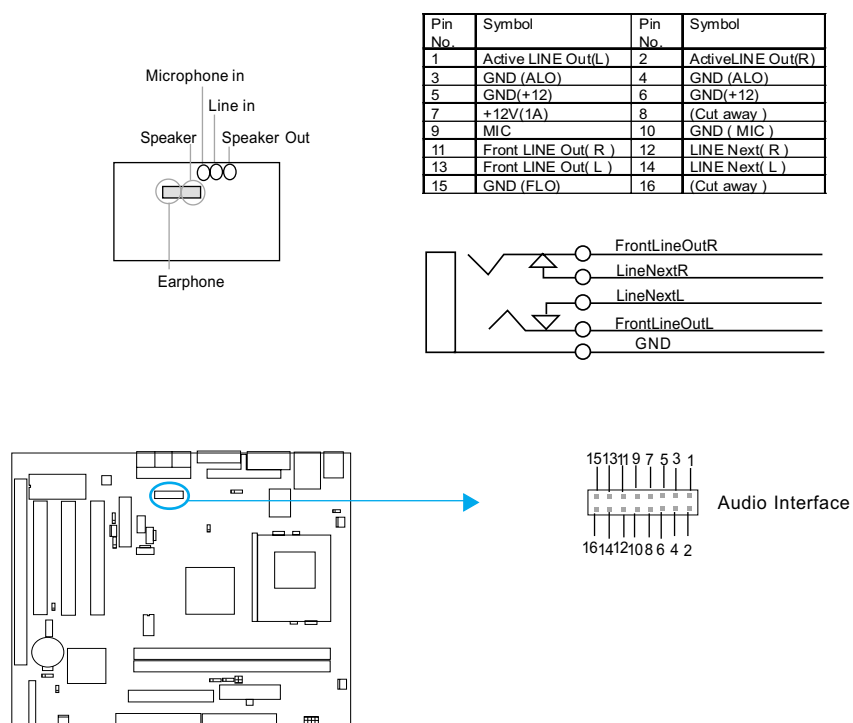 Microphone in
Line in
Speaker
Speaker Out
Earphone
Pin No. Symbol Pin No. Symbol
1 Active LINE Out(L) 2 ActiveLINE Out(R)
3 GND (ALO) 4 GND (ALO)
5 GND(+12) 6 GND(+12)
7 +12V(1A) 8 (Cut away )
9 MIC 10 GND ( MIC )
11 Front LINE Out( R ) 12 LINE Next( R )
13 Front LINE Out( L ) 14 LINE Next( L )
15 GND (FLO) 16 (Cut away )
FrontLineOutR
LineNextR
LineNextL
FrontLineOutL
GND
15 13 11 9 7 5 3 1
Audio Interface
16 14 12 10 8 6 4 2